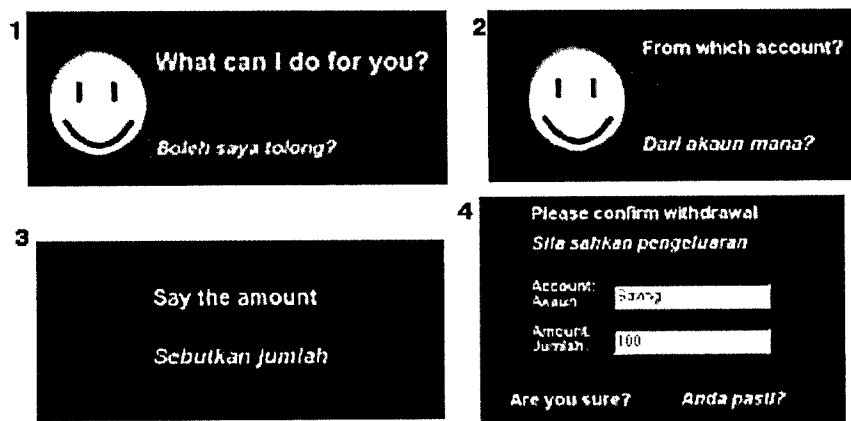 1
What can I do for you?
Boleh saya tolong?
2
From which account?
Dari akaun mana?
3
Say the amount
Sebutkan jumlah
4
Please confirm withdrawal
Sila sahkan pengeluaran
Account:
Akaun
Saving
Amount
Jumlah:
100
Are you sure? Anda pasti?